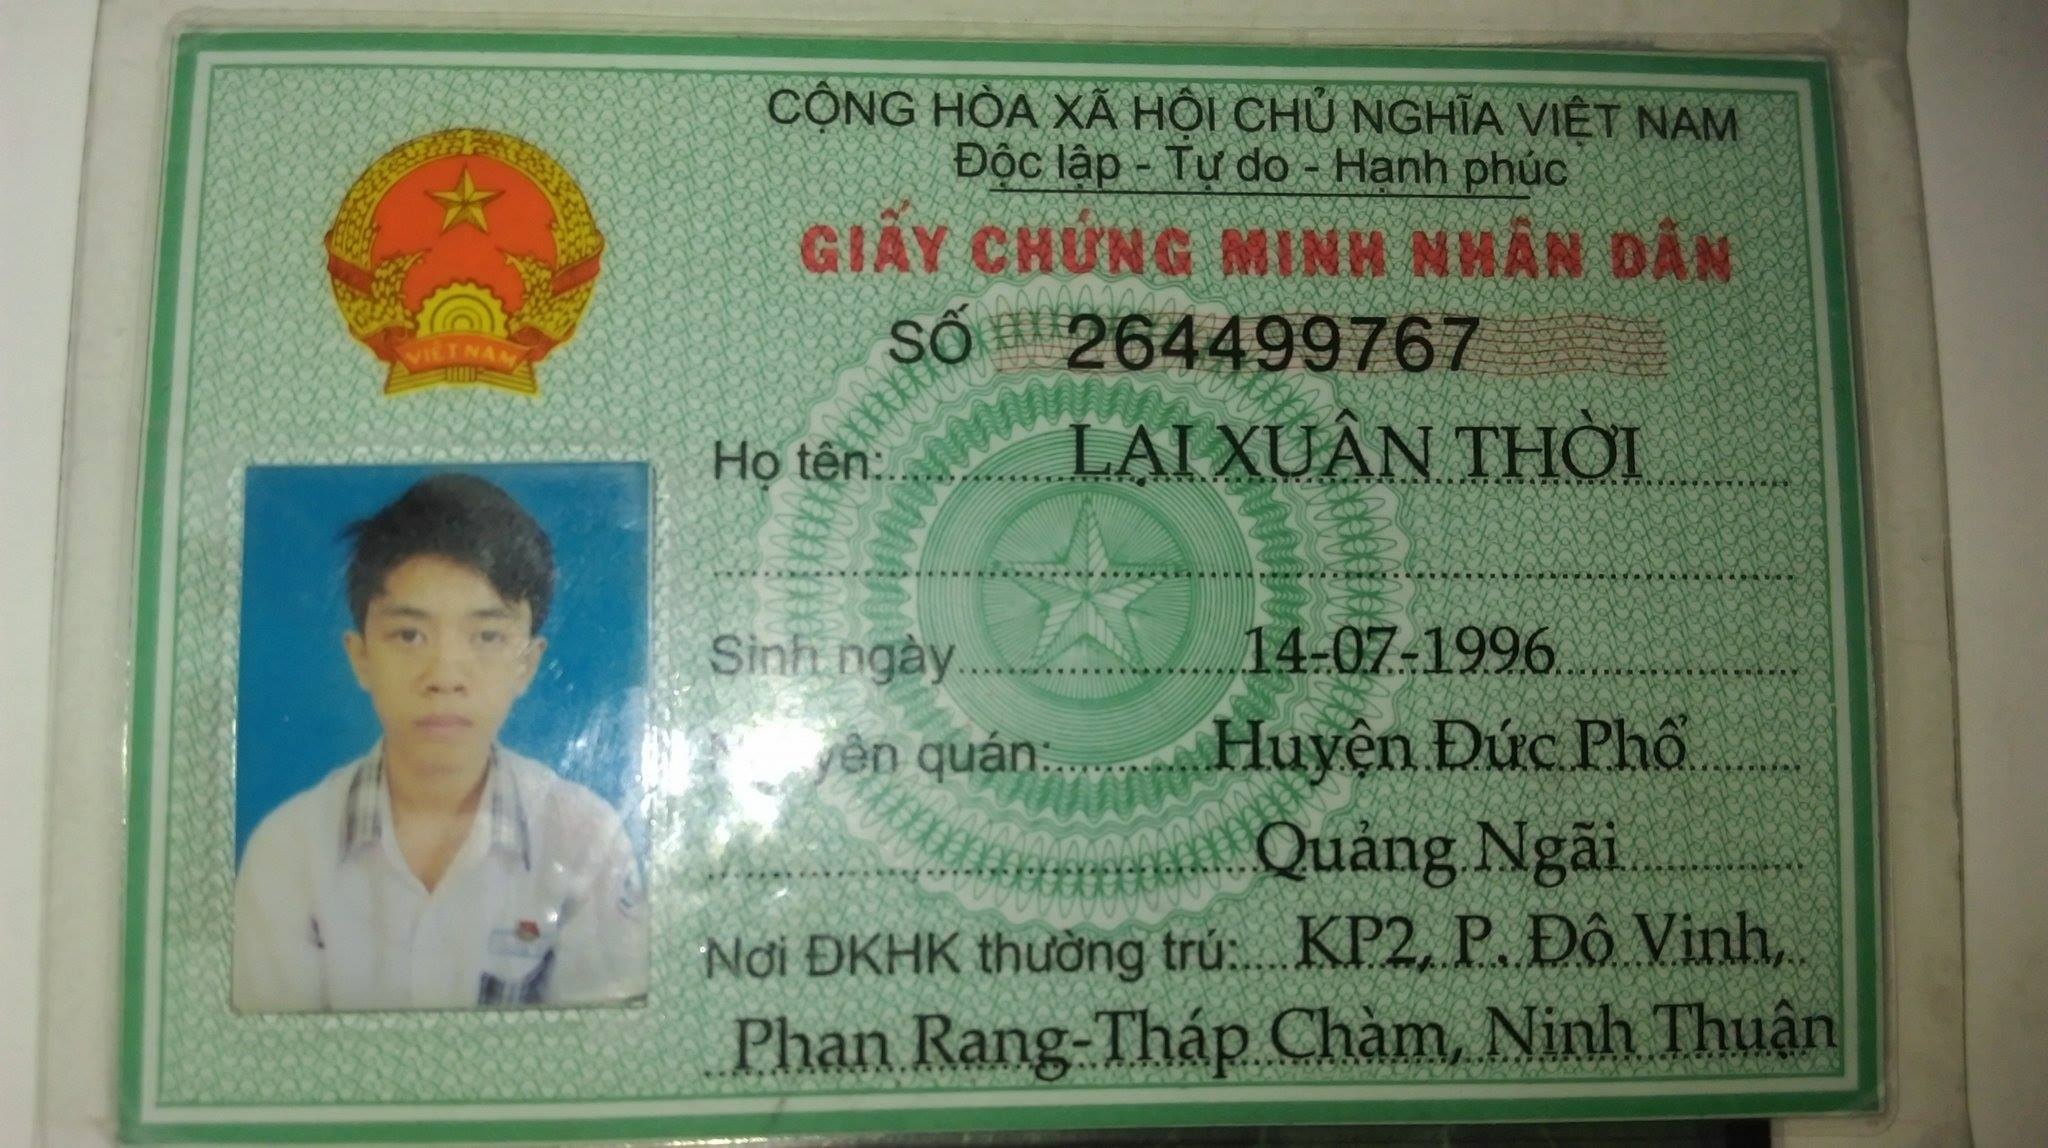 CỘNG HÒA XÃ HỘI CHỦ NGHĨA VIỆT NAM
Độc lập - Tự do - Hạnh phúc
GIẤY CHỨNG MINH NHÂN DÂN
SỐ 264499767
VIỆT NAM
Họ tên: LẠI XUÂN THỜI
Sinh ngày 14-07-1996
quán: Huyện Đức Phổ
Quảng Ngãi
Nơi ĐKHK thường trú: KP2, P. Đô Vinh,
Phan Rang-Tháp Chàm, Ninh Thuận